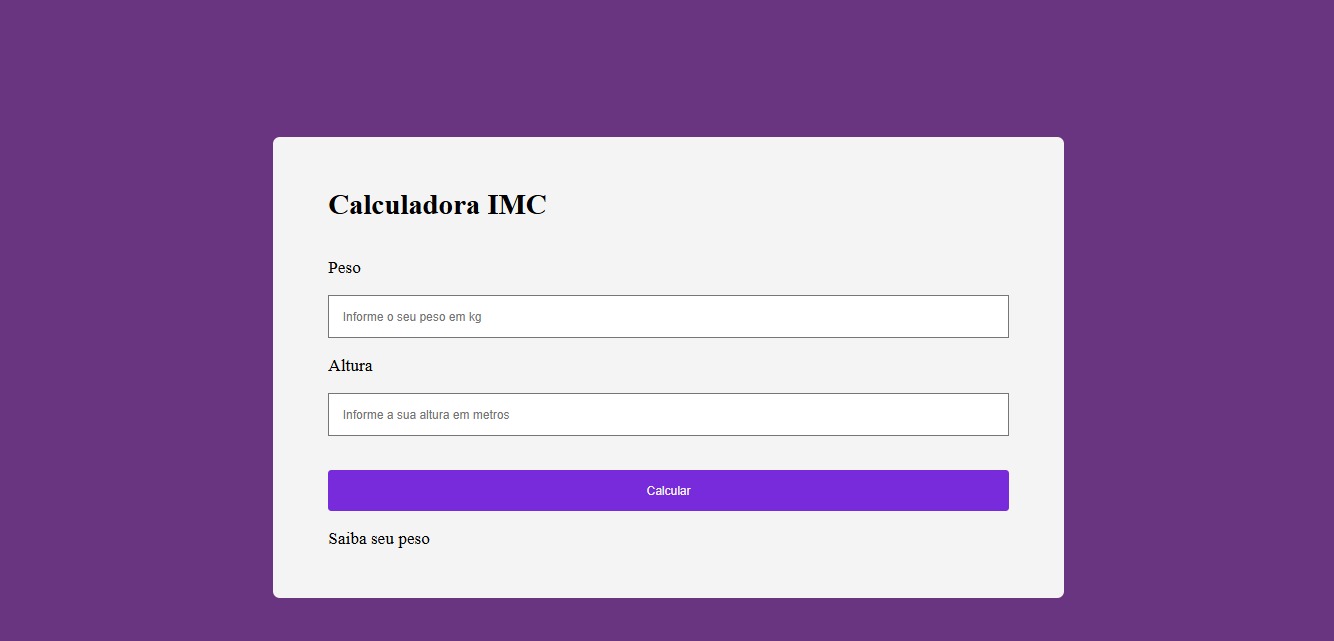 Calculadora IMC
Peso
Informe o seu peso em kg
Altura
Informe a sua altura em metros
Calcular
Saiba seu peso